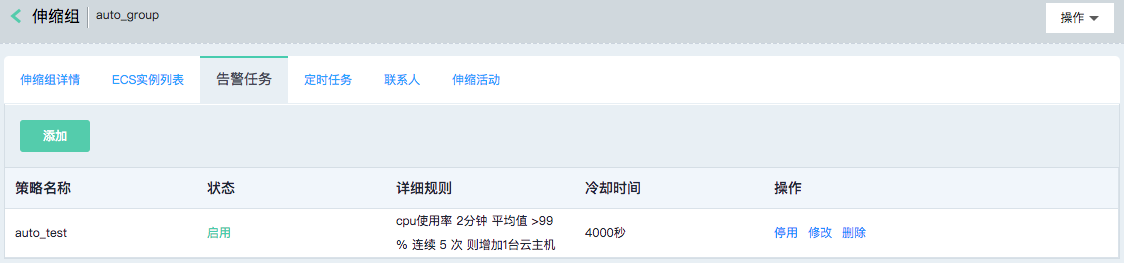 伸缩组 auto_group 操作
伸缩组详情 ECS实例列表 告警任务 定时任务 联系人 伸缩活动
添加
策略名称 状态 详细规则 冷却时间 操作
auto_test 启用 cpu使用率 2分钟 平均值 >99 4000秒 停用 修改 删除
% 连续 5 次 则增加1台云主机